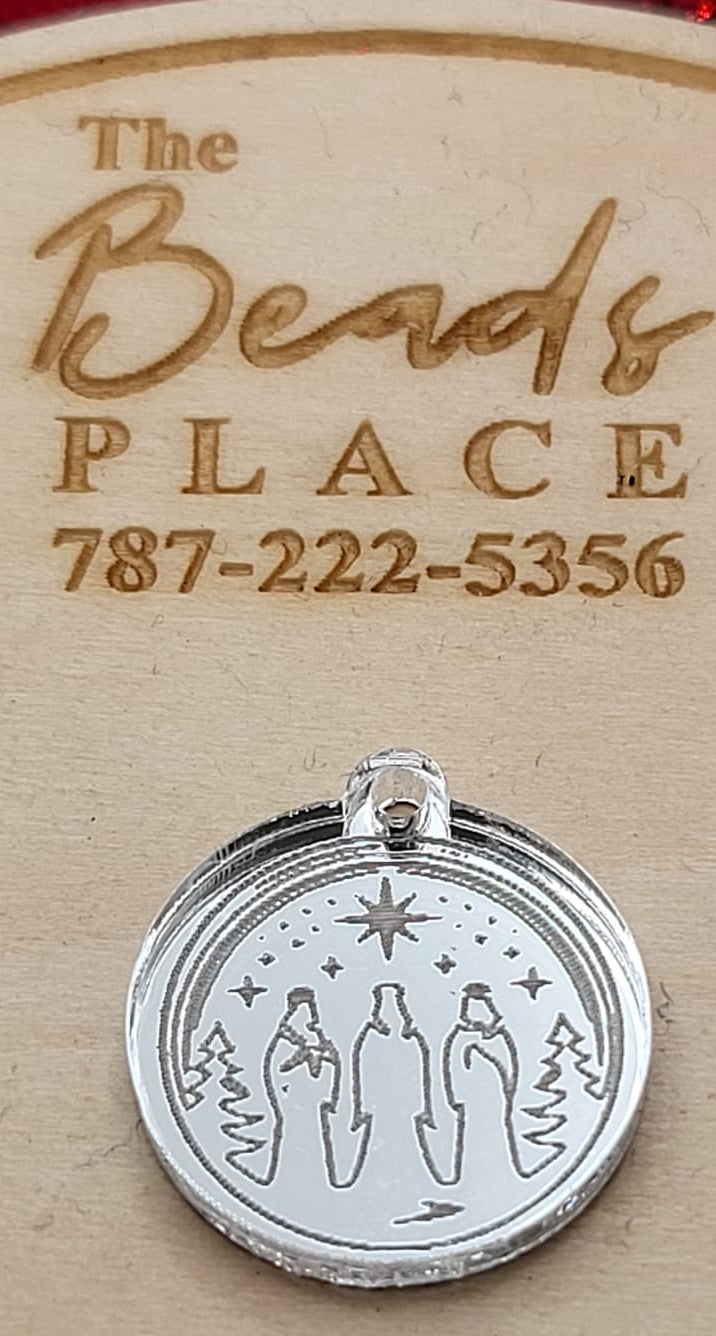 The
Beads
PLACE
787-222-5356